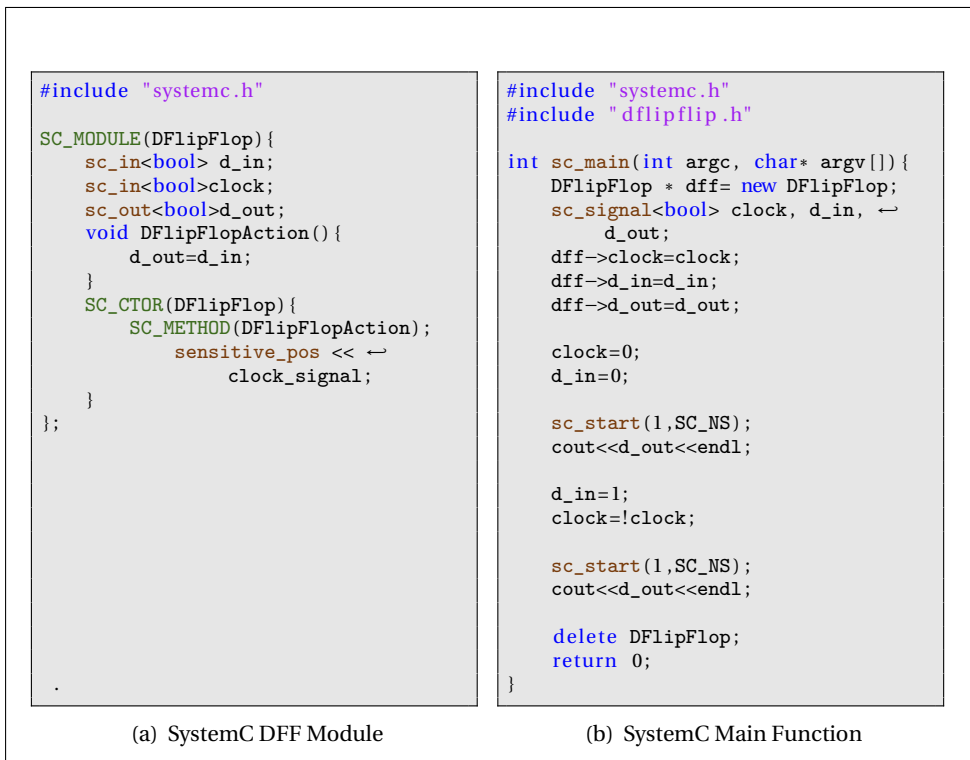 #include "systemc.h"

SC_MODULE(DFlipFlop){
    sc_in<bool> d_in;
    sc_in<bool>clock;
    sc_out<bool>d_out;
    void DFlipFlopAction(){
        d_out=d_in;
    }
    SC_CTOR(DFlipFlop){
        SC_METHOD(DFlipFlopAction);
            sensitive_pos << ↩
                clock_signal;
    }
};
.
(a) SystemC DFF Module
#include "systemc.h"
#include "dflipflip.h"

int sc_main(int argc, char* argv[]){
    DFlipFlop * dff= new DFlipFlop;
    sc_signal<bool> clock, d_in, ↩
        d_out;
    dff−>clock=clock;
    dff−>d_in=d_in;
    dff−>d_out=d_out;

    clock=0;
    d_in=0;

    sc_start(1,SC_NS);
    cout<<d_out<<endl;

    d_in=1;
    clock=!clock;

    sc_start(1,SC_NS);
    cout<<d_out<<endl;

    delete DFlipFlop;
    return 0;
}
(b) SystemC Main Function